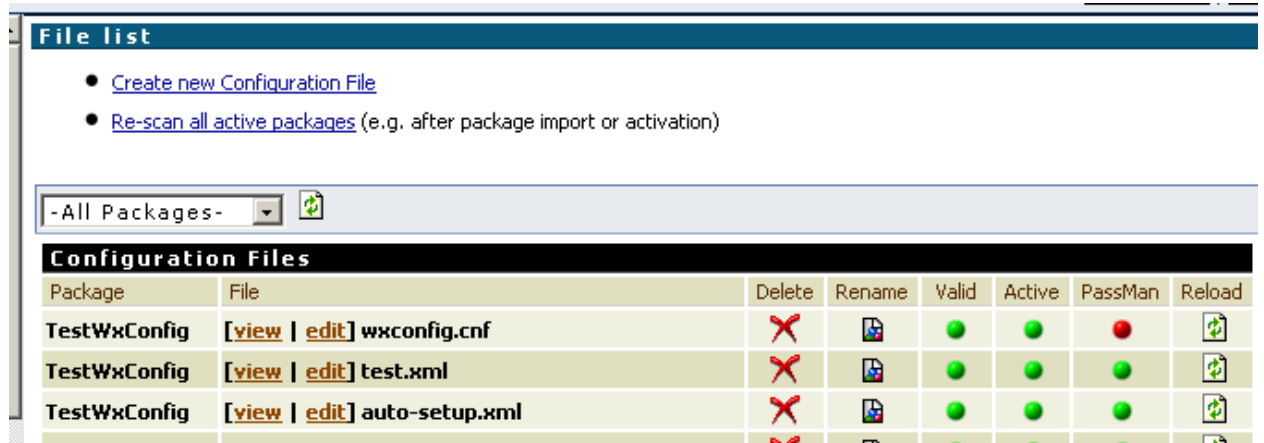 File list
Create new Configuration File
Re-scan all active packages (e.g. after package import or activation)
-All Packages-
Configuration Files
Package File Delete Rename Valid Active PassMan Reload
TestWxConfig [view | edit] wxconfig.cnf
TestWxConfig [view | edit] test.xml
TestWxConfig [view | edit] auto-setup.xml